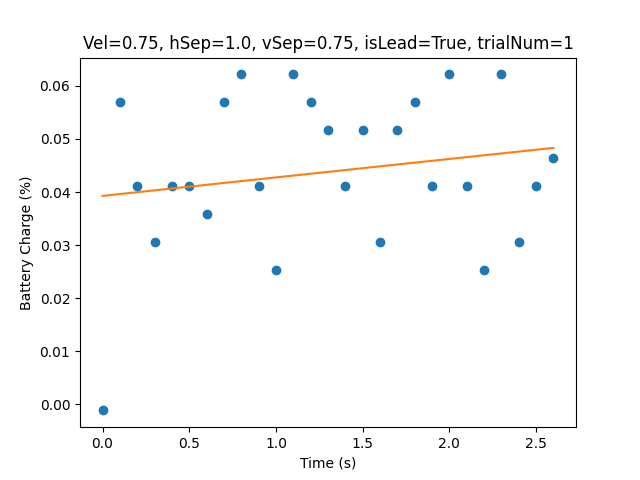 Vel=0.75, hSep=1.0, vSep=0.75, isLead=True, trialNum=1
Battery Charge (%)
0.06
0.05
0.04
0.03
0.02
0.01
0.00
0.0 0.5 1.0 1.5 2.0 2.5
Time (s)